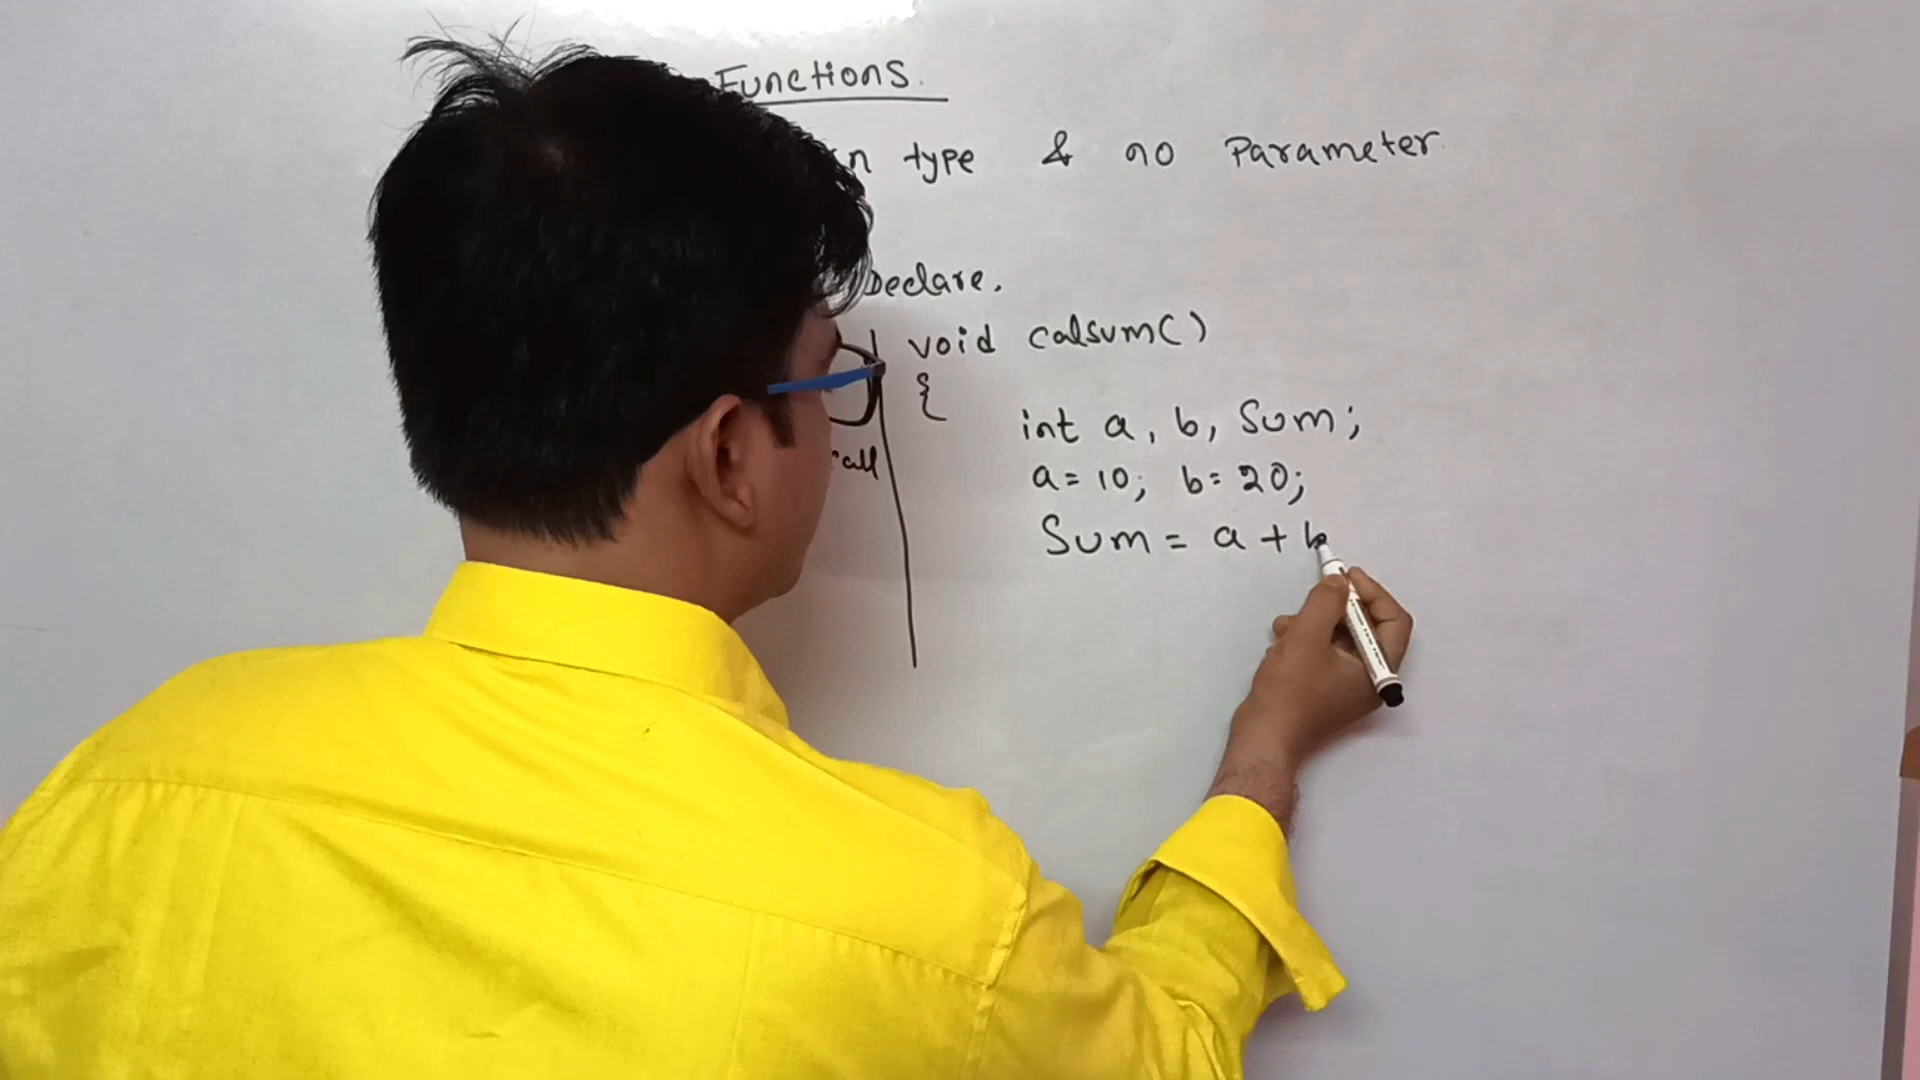 Functions.
type & no Parameter
Declare.
void calsum()
{
int a, b, Sum;
call
a = 10; b = 20;
Sum = a + b